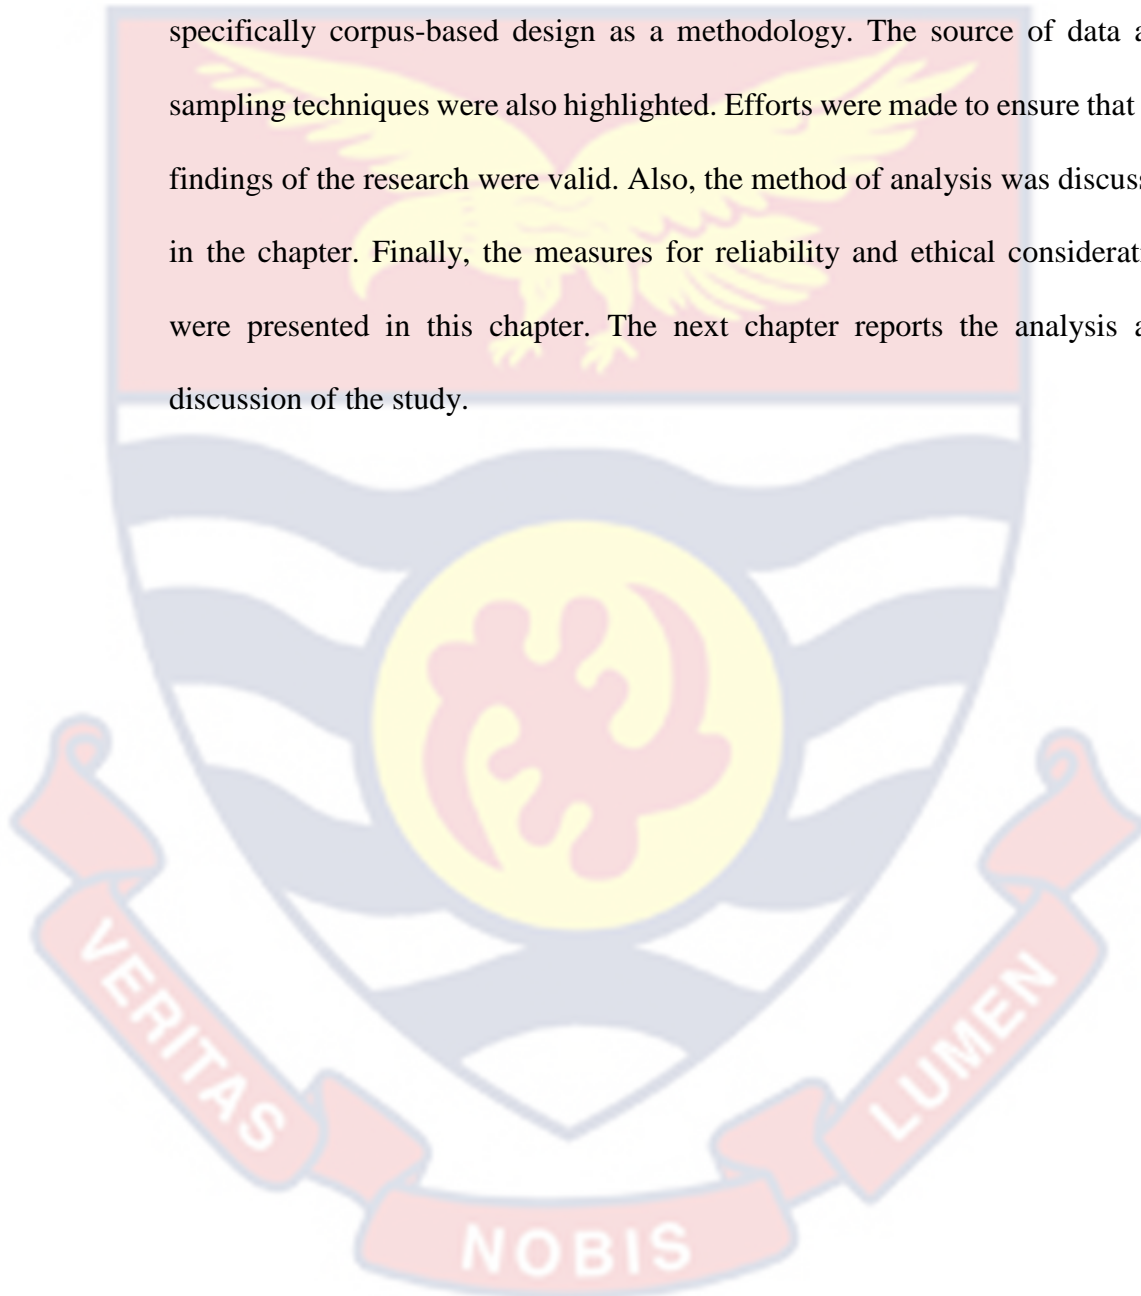 specifically corpus-based design as a methodology. The source of data a
sampling techniques were also highlighted. Efforts were made to ensure that
findings of the research were valid. Also, the method of analysis was discuss
in the chapter. Finally, the measures for reliability and ethical considerati
were presented in this chapter. The next chapter reports the analysis a
discussion of the study.
VERITAS
NOBIS
LUMEN